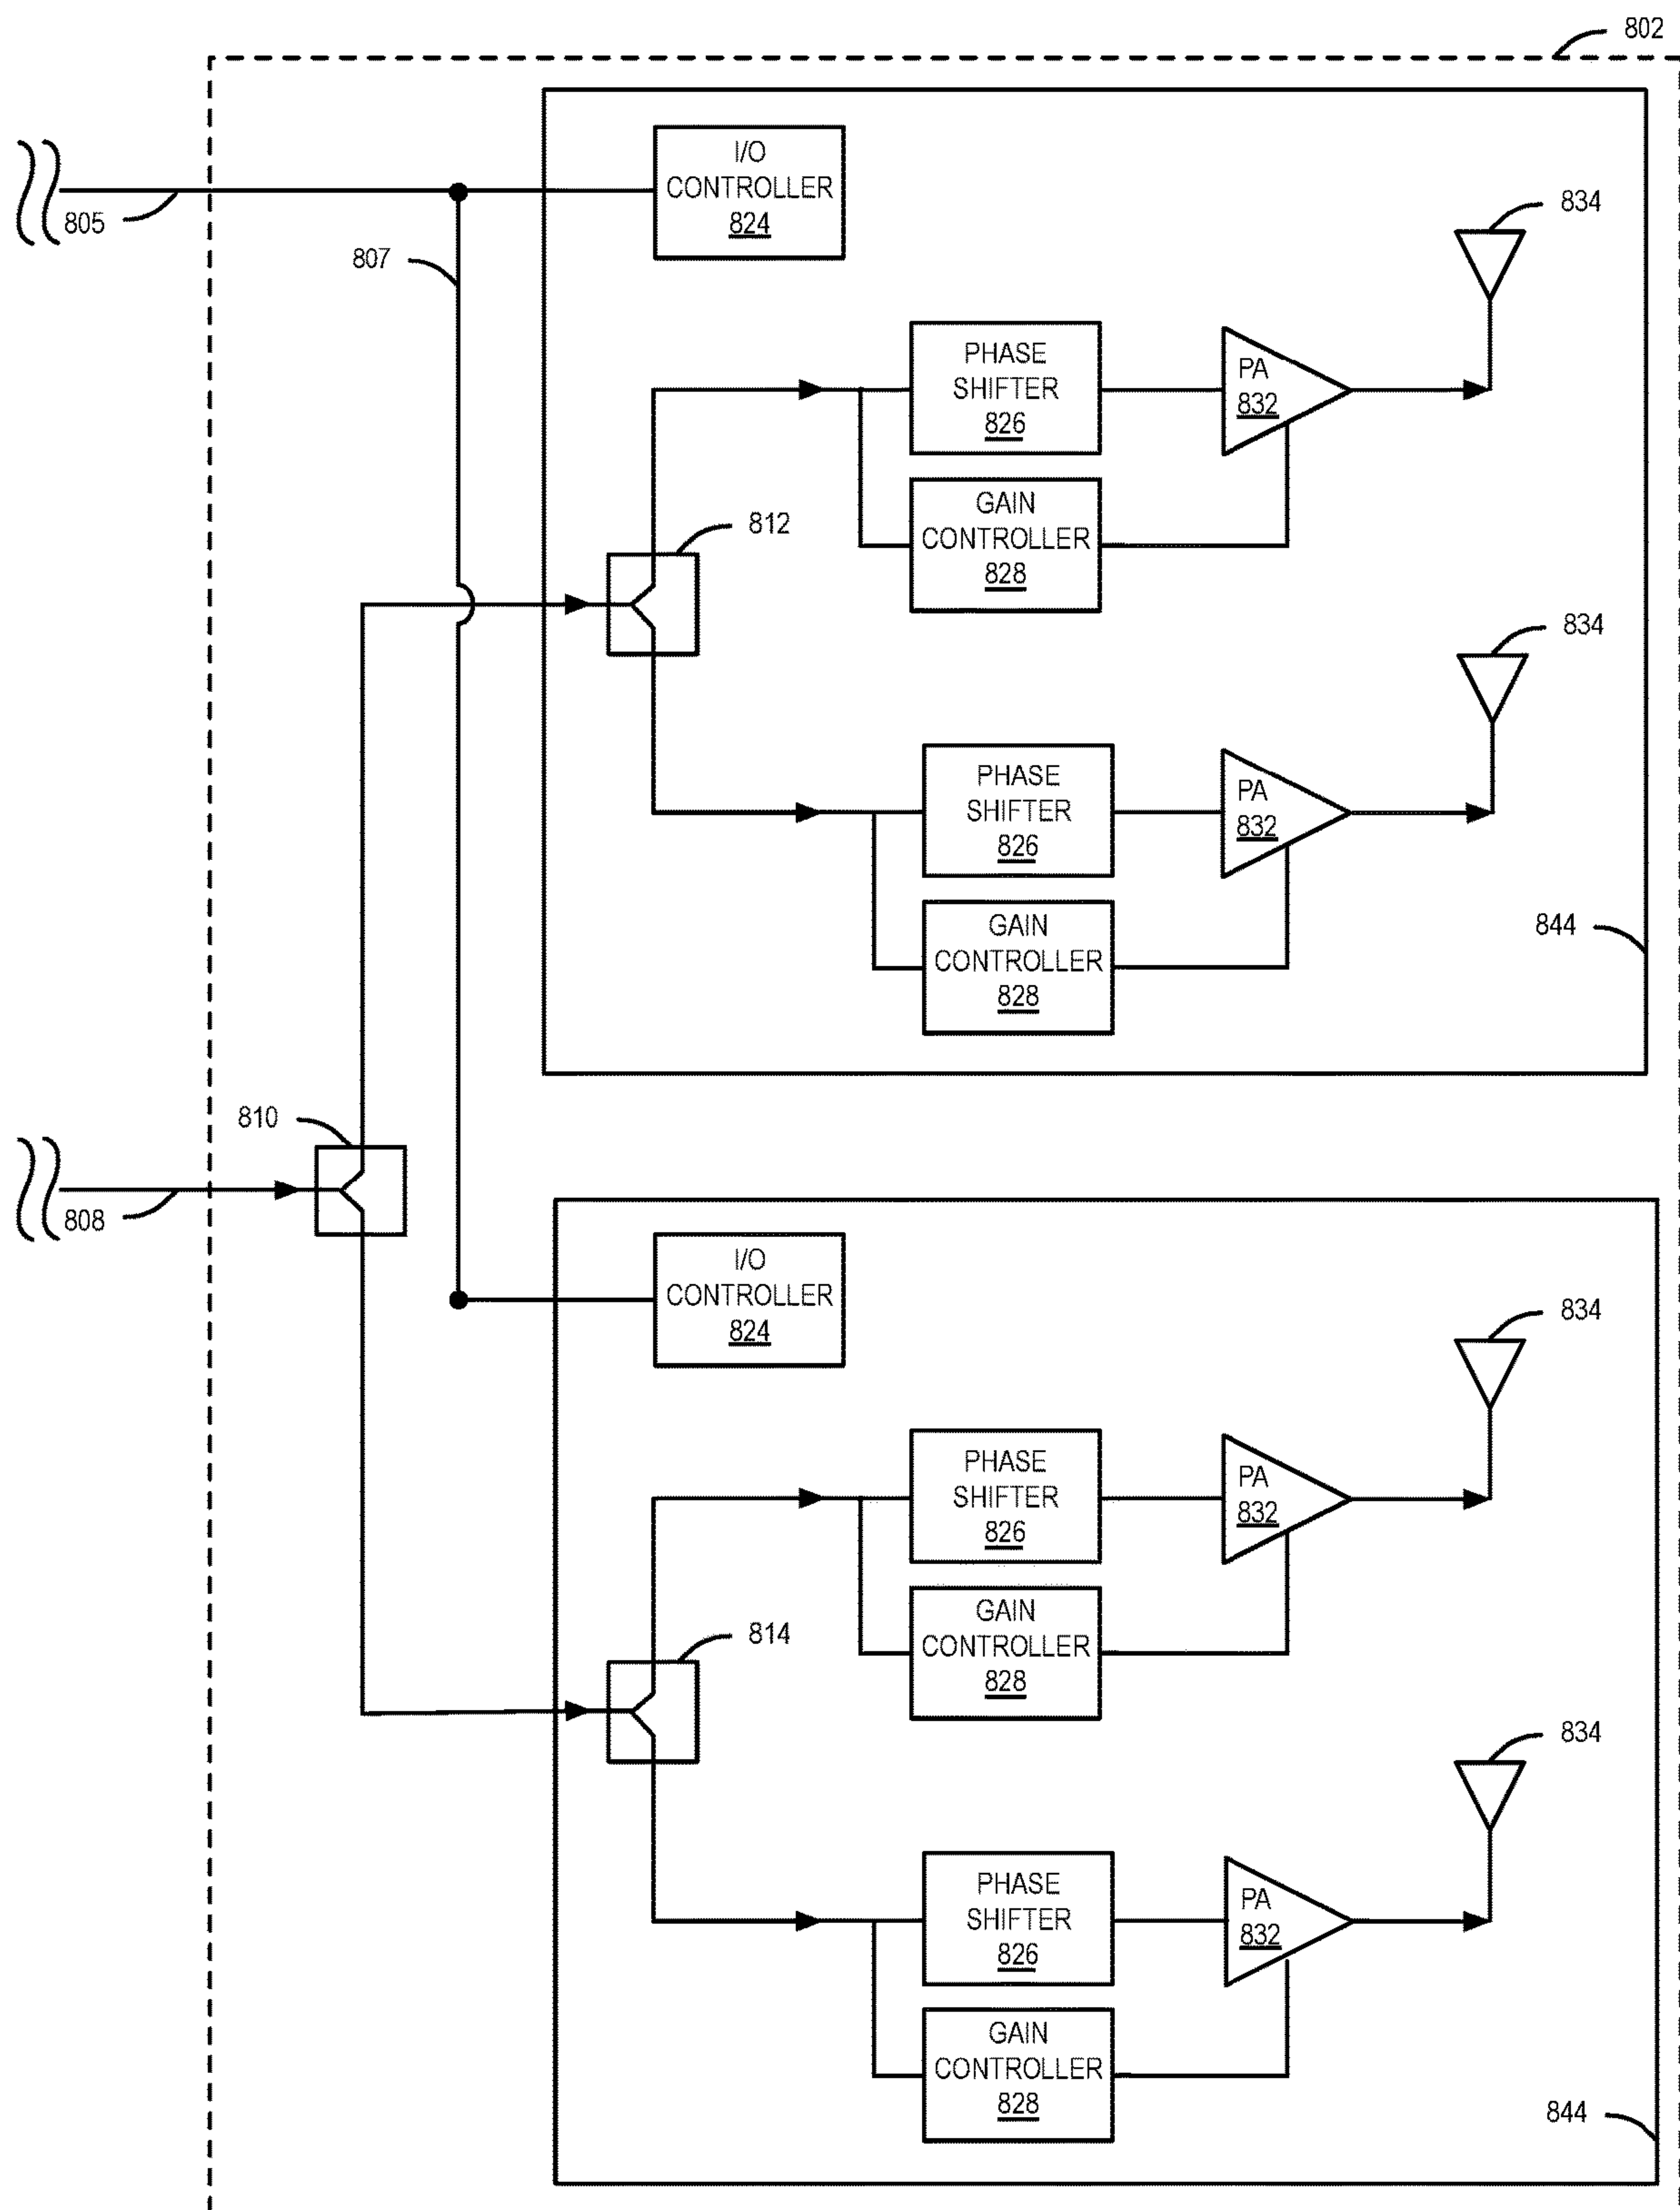 802
I/O
CONTROLLER
824
805
807
834
PHASE
SHIFTER
826
PA
832
GAIN
CONTROLLER
828
812
834
PHASE
SHIFTER
826
PA
832
GAIN
CONTROLLER
828
844
810
808
I/O
CONTROLLER
824
834
PHASE
SHIFTER
826
PA
832
GAIN
CONTROLLER
828
814
834
PHASE
SHIFTER
826
PA
832
GAIN
CONTROLLER
828
844